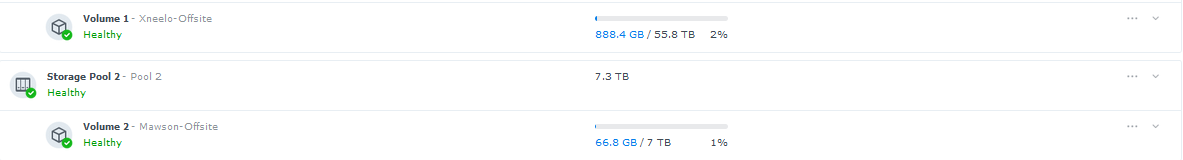 Volume 1 - Xneelo-Offsite
Healthy
888.4 GB / 55.8 TB 2%
Storage Pool 2 - Pool 2
Healthy
7.3 TB
Volume 2 - Mawson-Offsite
Healthy
66.8 GB / 7 TB 1%